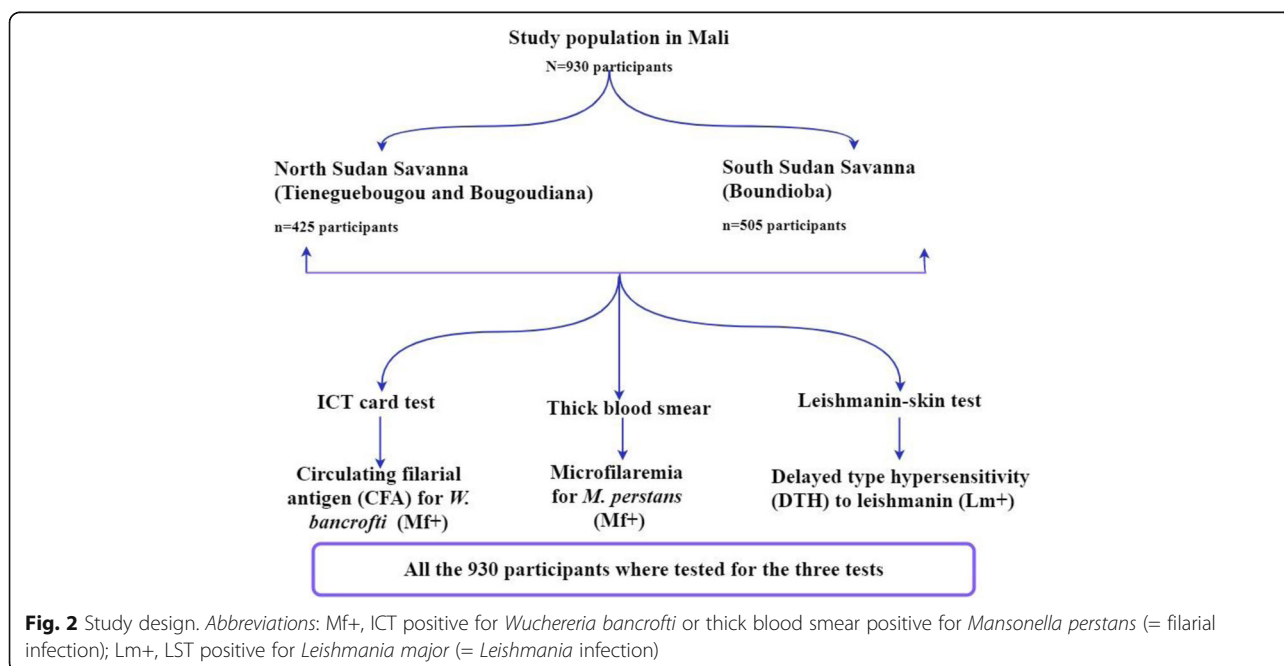 Study population in Mali
N=930 participants
North Sudan Savanna
(Tieneguebougou and Bougoudiana)
n=425 participants
South Sudan Savanna
(Boundioba)
n=505 participants
ICT card test
Circulating filarial
antigen (CFA) for W.
bancrofti (Mf+)
Thick blood smear
Microfilaremia
for M. perstans
(Mf+)
Leishmanin-skin test
Delayed type hypersensitivity
(DTH) to leishmanin (Lm+)
All the 930 participants where tested for the three tests
Fig. 2 Study design. Abbreviations: Mf+, ICT positive for Wuchereria bancrofti or thick blood smear positive for Mansonella perstans (= filarial
infection); Lm+, LST positive for Leishmania major (= Leishmania infection)